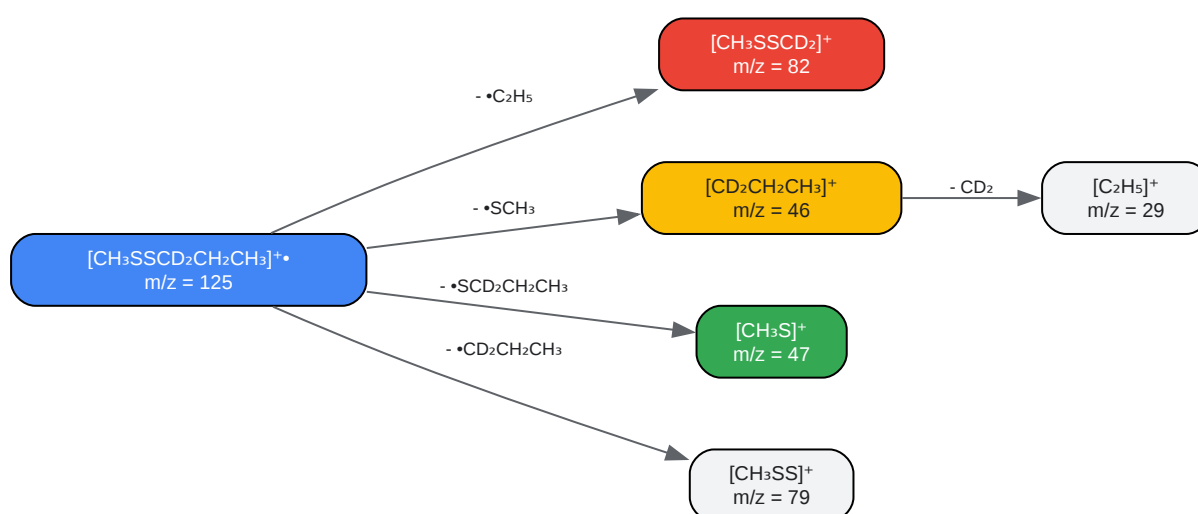 [CH₃SSCD₂]⁺
m/z = 82
- •C₂H₅
[CD₂CH₂CH₃]⁺
m/z = 46
- CD₂
[C₂H₅]⁺
m/z = 29
- •SCH₃
[CH₃SSCD₂CH₂CH₃]⁺•
m/z = 125
- •SCD₂CH₂CH₃
[CH₃S]⁺
m/z = 47
- •CD₂CH₂CH₃
[CH₃SS]⁺
m/z = 79